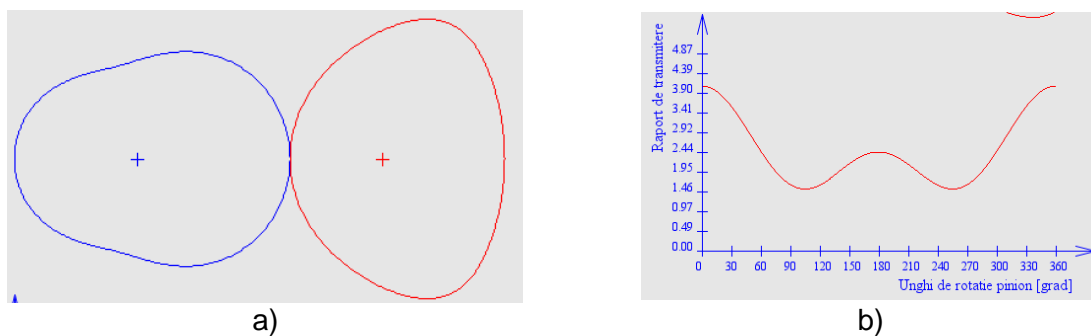 Raport de transmitere
4.87
4.39
3.90
3.41
2.92
2.44
1.95
1.46
0.97
0.49
0.00
0 30 60 90 120 150 180 210 240 270 300 330 360
Unghi de rotatie pinion [grad]
a) b)